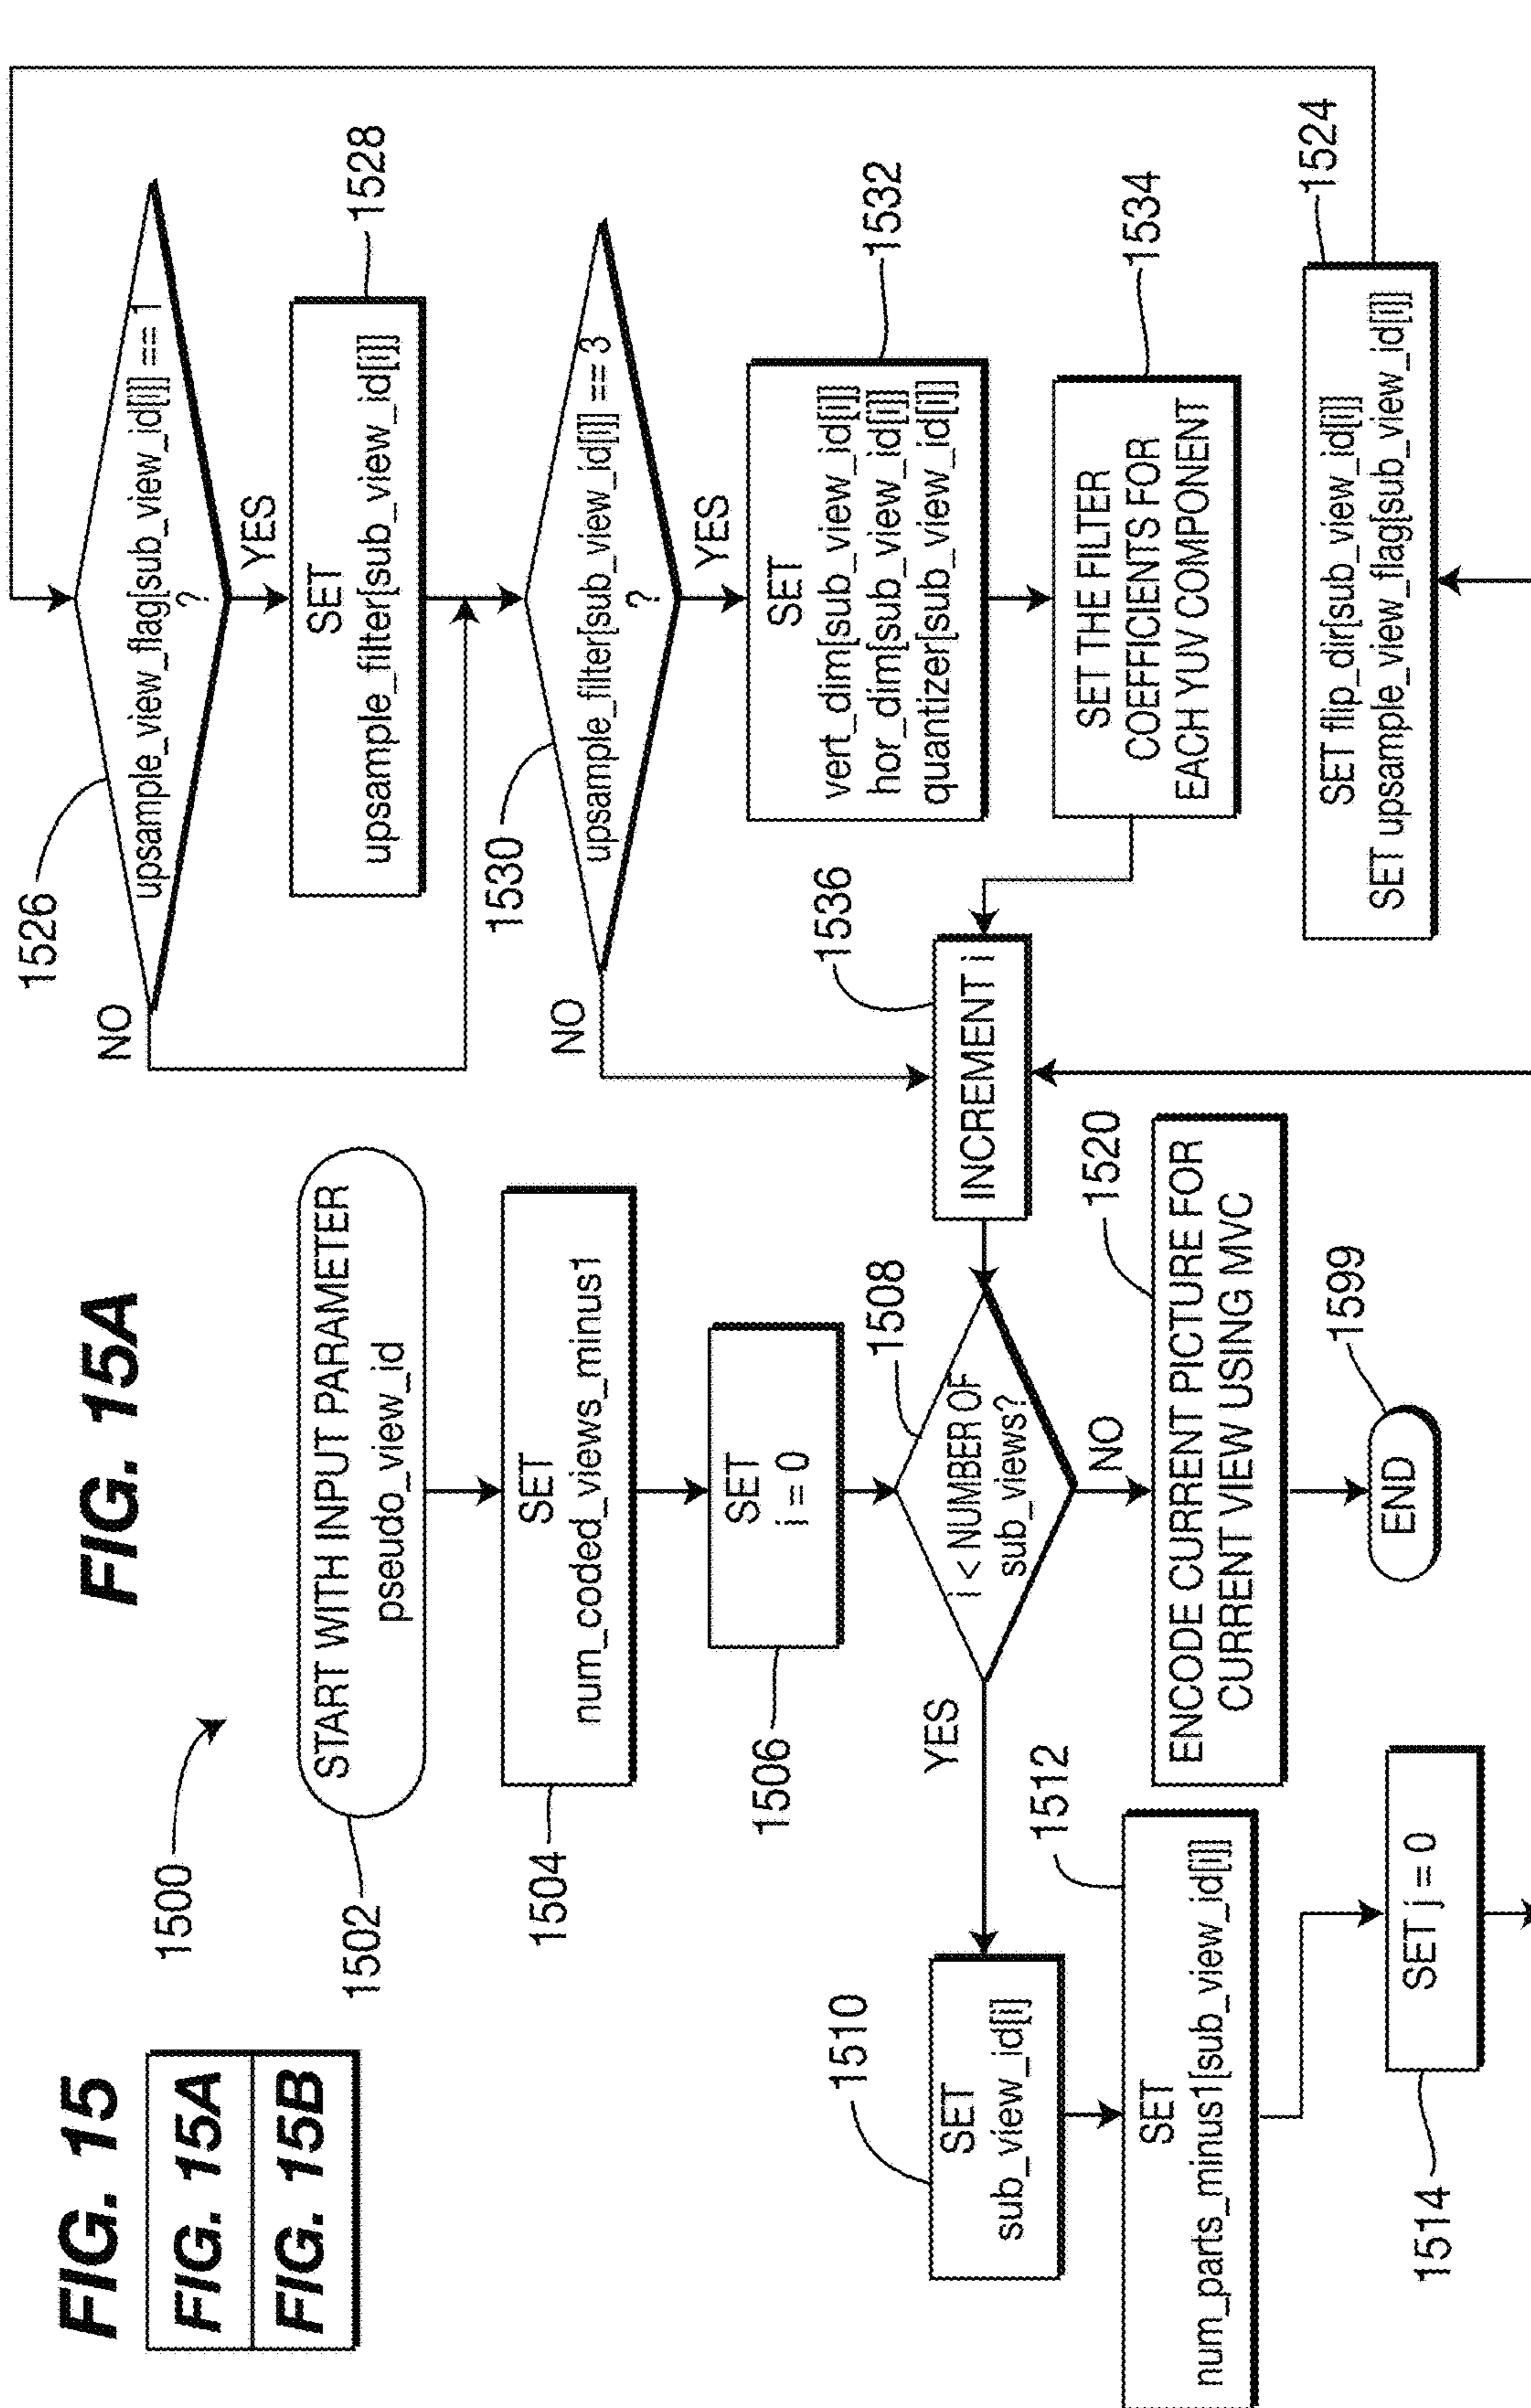 FIG. 15
FIG. 15A
FIG. 15B
FIG. 15A
1500
1502
START WITH INPUT PARAMETER
pseudo_view_id
1504
SET
num_coded_views_minus1
1506
SET
i = 0
1508
i < NUMBER OF
sub_views?
YES
NO
1510
SET
sub_view_id[i]
1512
SET
num_parts_minus1[sub_view_id[i]]
1514
SET j = 0
1520
ENCODE CURRENT PICTURE FOR
CURRENT VIEW USING MVC
1599
END
1526
upsample_view_flag[sub_view_id[i]] == 1
?
NO
YES
1528
SET
upsample_filter[sub_view_id[i]]
1530
upsample_filter[sub_view_id[i]] == 3
?
NO
YES
1532
SET
vert_dim[sub_view_id[i]]
hor_dim[sub_view_id[i]]
quantizer[sub_view_id[i]]
1534
SET THE FILTER
COEFFICIENTS FOR
EACH YUV COMPONENT
1536
INCREMENT i
1524
SET flip_dir[sub_view_id[i]]
SET upsample_view_flag[sub_view_id[i]]